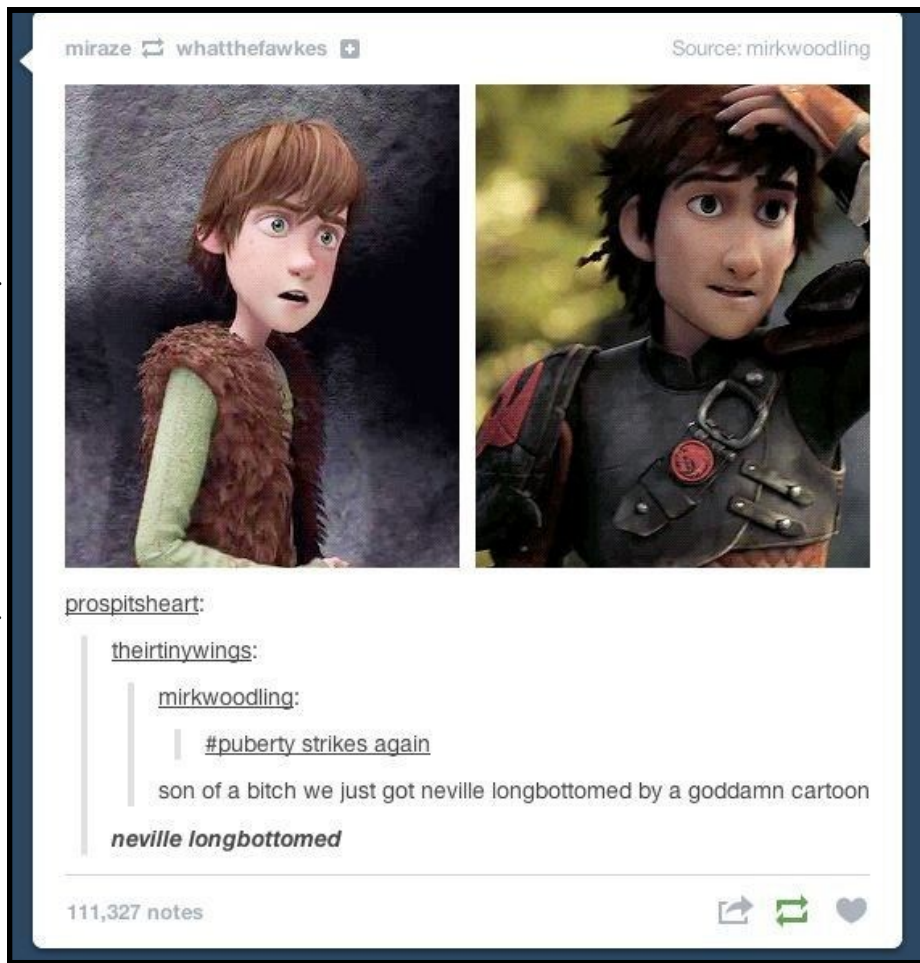 miraze whatthefawkes
Source: mirkwoodling
prospitsheart:
theirtinywings:
mirkwoodling:
#puberty strikes again
son of a bitch we just got neville longbottomed by a goddamn cartoon
neville longbottomed
111,327 notes